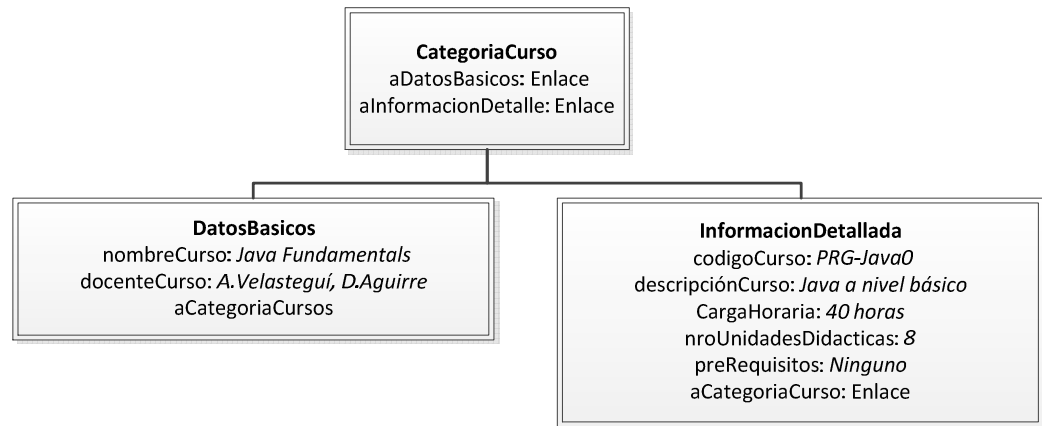 CategoriaCurso
aDatosBasicos: Enlace
aInformacionDetalle: Enlace
DatosBasicos
nombreCurso: Java Fundamentals
docenteCurso: A.Velasteguí, D.Aguirre
aCategoriaCursos
InformacionDetallada
codigoCurso: PRG-Java0
descripciónCurso: Java a nivel básico
CargaHoraria: 40 horas
nroUnidadesDidacticas: 8
preRequisitos: Ninguno
aCategoriaCurso: Enlace